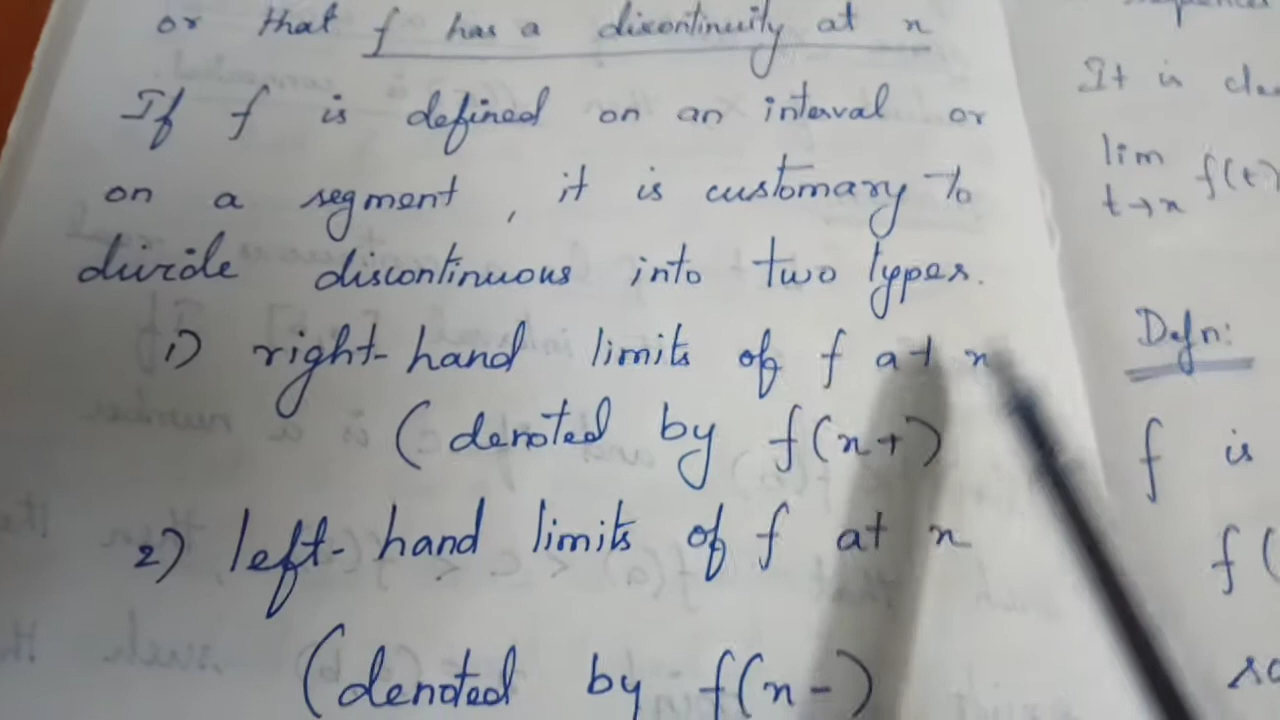 or that f has a discontinuity at x
If f is defined on an interval or
on a segment, it is customary to
divide discontinuous into two types.
1) right-hand limits of f at x
(denoted by f(x+)
2) left-hand limits of f at x
(denoted by f(x-)
It is
lim f(t)
t→x
Defn:
f is
f(